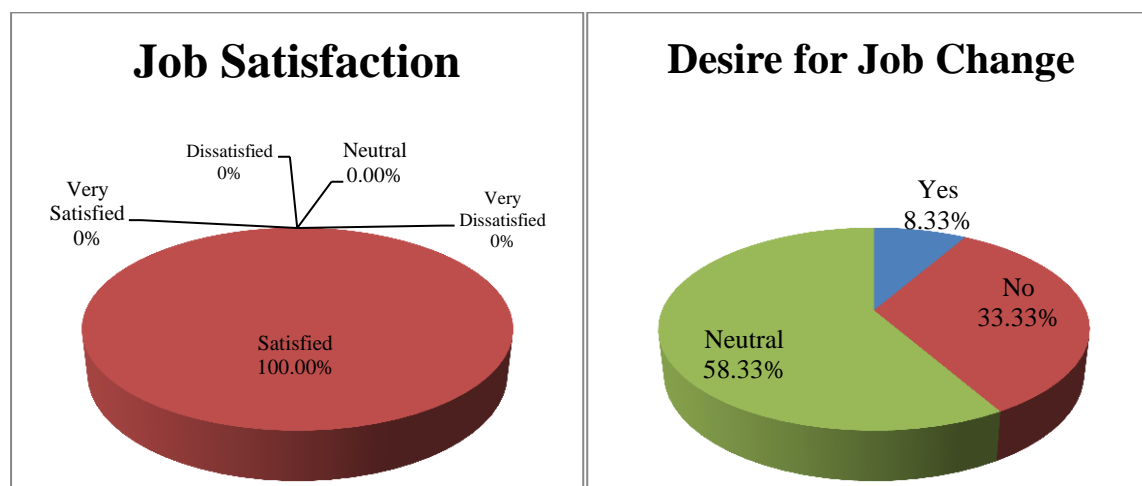 Job Satisfaction
Dissatisfied
0%
Neutral
0.00%
Very
Satisfied
0%
Very
Dissatisfied
0%
Satisfied
100.00%
Desire for Job Change
Yes
8.33%
No
33.33%
Neutral
58.33%